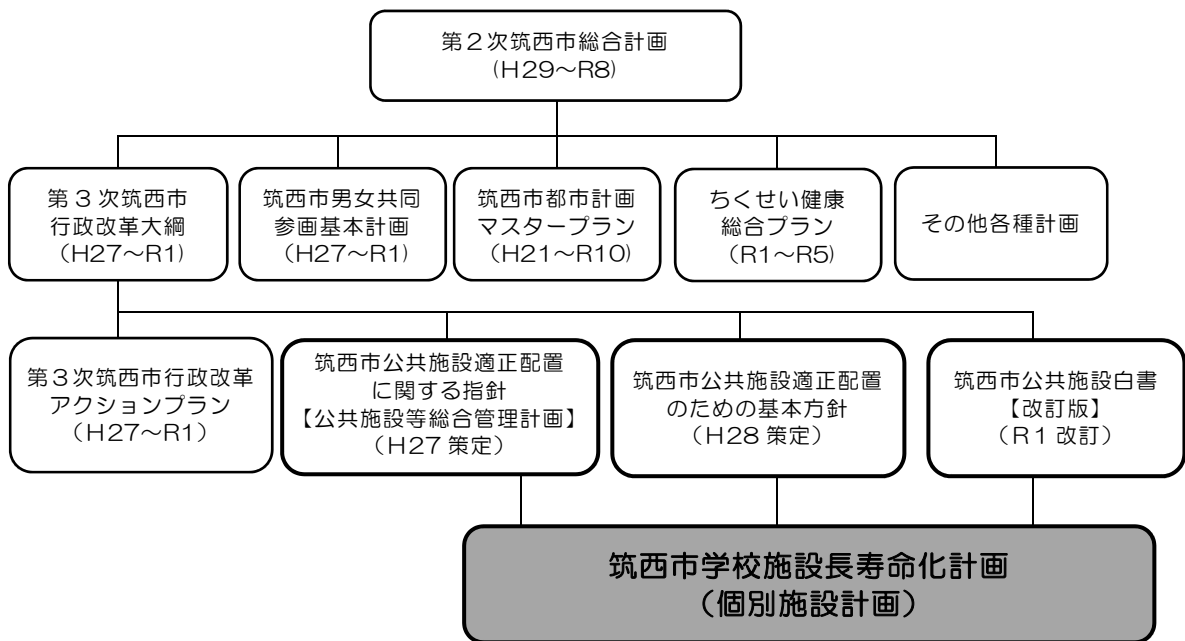 第２次筑西市総合計画
(H29～R8)
第３次筑西市
行政改革大綱
（H27～R1）
筑西市男女共同
参画基本計画
（H27～R1）
筑西市都市計画
マスタープラン
（H21～R10）
ちくせい健康
総合プラン
（R1～R5）
その他各種計画
第３次筑西市行政改革
アクションプラン
（H27～R1）
筑西市公共施設適正配置
に関する指針
【公共施設等総合管理計画】
（H27 策定）
筑西市公共施設適正配置
のための基本方針
（H28 策定）
筑西市公共施設白書
【改訂版】
（R1 改訂）
筑西市学校施設長寿命化計画
（個別施設計画）